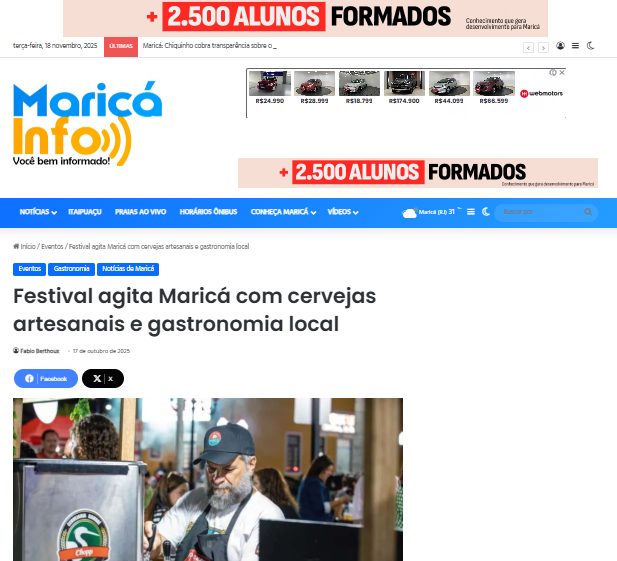 + 2.500 ALUNOS FORMADOS Conhecimento que gera
desenvolvimento para Maricá
terça-feira, 18 novembro, 2025 ÚLTIMAS Maricá: Chiquinho cobra transparência sobre o _
R$24.990 R$28.999 R$18.799 R$174.900 R$44.099 R$66.599 webmotors
Maricá
Info
Você bem informado!
+ 2.500 ALUNOS FORMADOS
Conhecimento que gera desenvolvimento para Maricá
NOTÍCIAS ITAIPUAÇU PRAIAS AO VIVO HORÁRIOS ÔNIBUS CONHEÇA MARICÁ VÍDEOS Maricá (RJ) 31
Início / Eventos / Festival agita Maricá com cervejas artesanais e gastronomia local
Eventos Gastronomia Notícias de Maricá
Festival agita Maricá com cervejas
artesanais e gastronomia local
Fabio Berthoux • 17 de outubro de 2025
Facebook X
Chopp